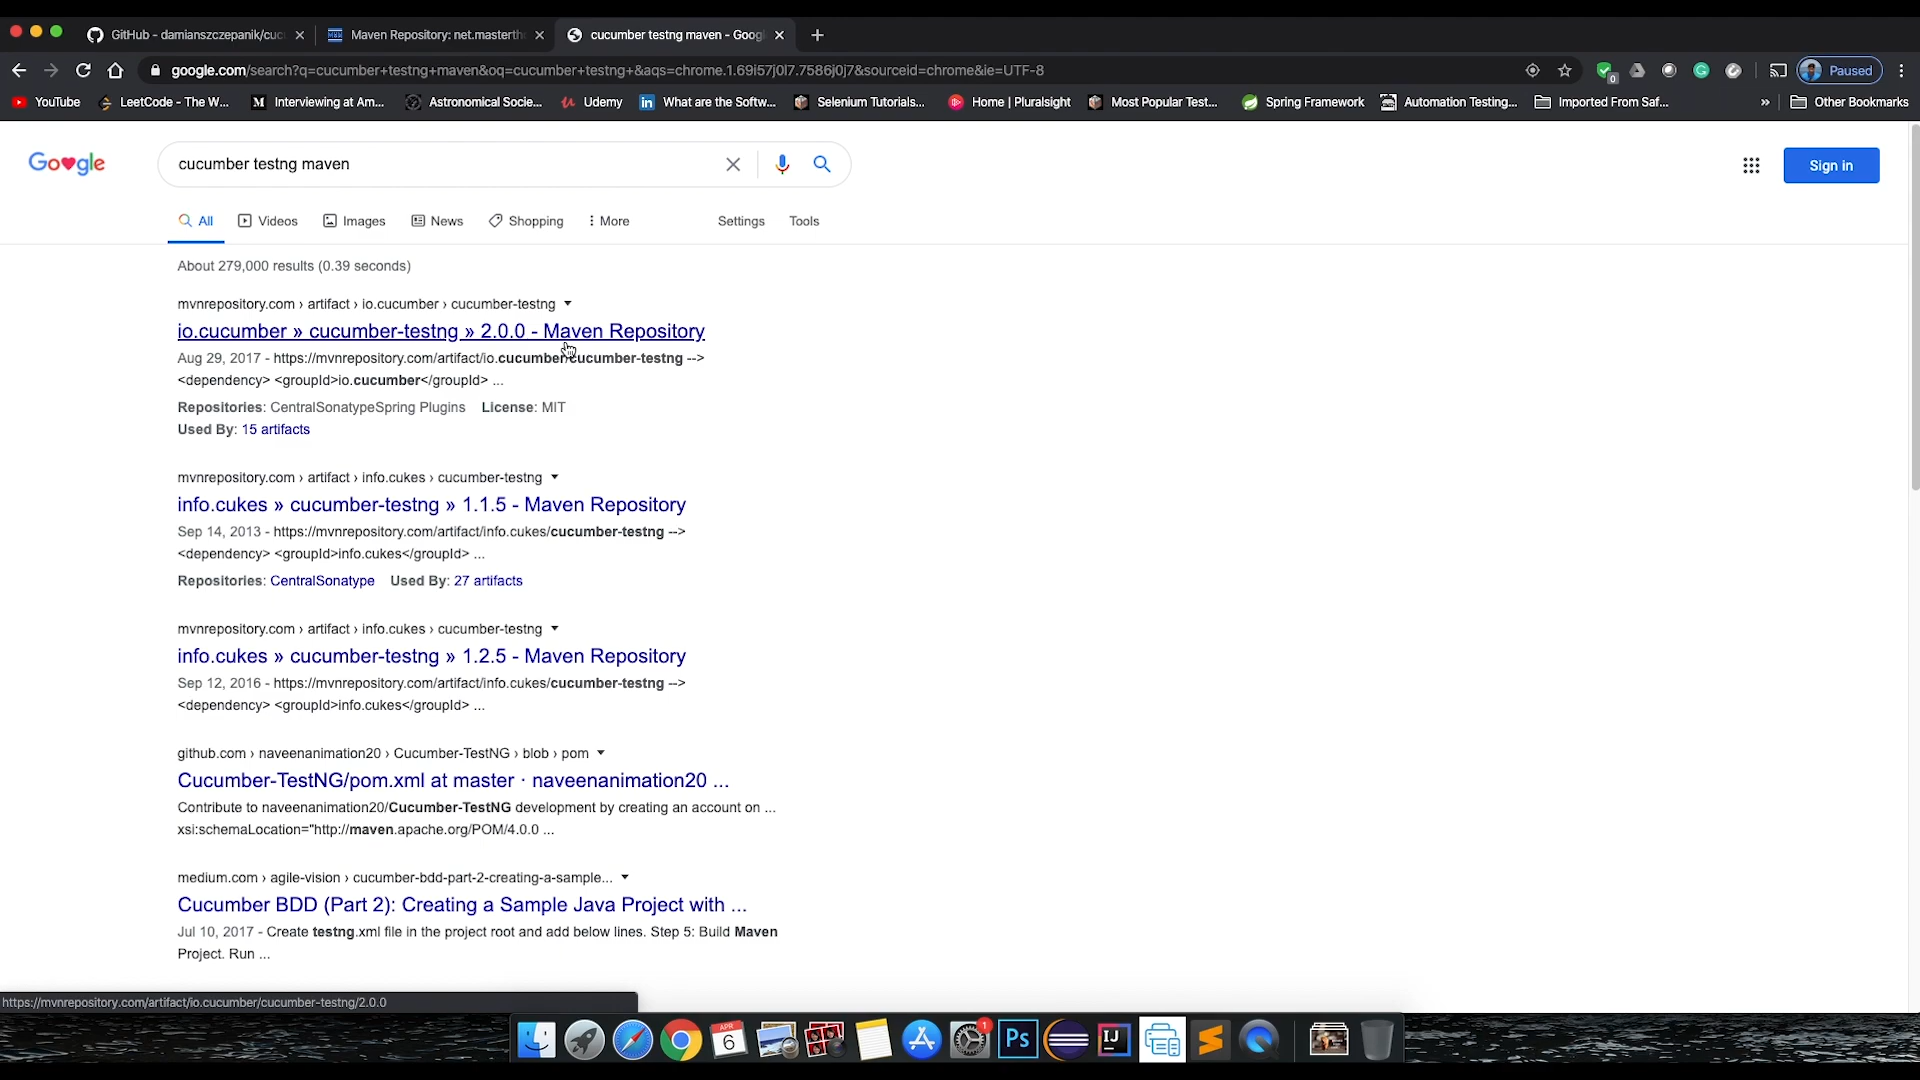 GitHub - damianszczepanik/cuc
Maven Repository: net.masterth
cucumber testng maven - Goog
google.com/search?q=cucumber+testng+maven&oq=cucumber+testng+&aqs=chrome.1.69i57j0l7.7586j0j7&sourceid=chrome&ie=UTF-8
0
Paused
YouTube
LeetCode - The W...
Interviewing at Am...
Astronomical Socie...
Udemy
What are the Softw...
Selenium Tutorials...
Home | Pluralsight
Most Popular Test...
Spring Framework
Automation Testing...
Imported From Saf...
»
Other Bookmarks
Google
cucumber testng maven
Sign in
All
Videos
Images
News
Shopping
More
Settings
Tools
About 279,000 results (0.39 seconds)
mvnrepository.com › artifact › io.cucumber › cucumber-testng
io.cucumber » cucumber-testng » 2.0.0 - Maven Repository
Aug 29, 2017 - https://mvnrepository.com/artifact/io.cucumber/cucumber-testng -->
<dependency> <groupId>io.cucumber</groupId> ...
Repositories: CentralSonatypeSpring Plugins License: MIT
Used By: 15 artifacts
mvnrepository.com › artifact › info.cukes › cucumber-testng
info.cukes » cucumber-testng » 1.1.5 - Maven Repository
Sep 14, 2013 - https://mvnrepository.com/artifact/info.cukes/cucumber-testng -->
<dependency> <groupId>info.cukes</groupId> ...
Repositories: CentralSonatype Used By: 27 artifacts
mvnrepository.com › artifact › info.cukes › cucumber-testng
info.cukes » cucumber-testng » 1.2.5 - Maven Repository
Sep 12, 2016 - https://mvnrepository.com/artifact/info.cukes/cucumber-testng -->
<dependency> <groupId>info.cukes</groupId> ...
github.com › naveenanimation20 › Cucumber-TestNG › blob › pom
Cucumber-TestNG/pom.xml at master · naveenanimation20 ...
Contribute to naveenanimation20/Cucumber-TestNG development by creating an account on ...
xsi:schemaLocation="http://maven.apache.org/POM/4.0.0 ...
medium.com › agile-vision › cucumber-bdd-part-2-creating-a-sample...
Cucumber BDD (Part 2): Creating a Sample Java Project with ...
Jul 10, 2017 - Create testng.xml file in the project root and add below lines. Step 5: Build Maven
Project. Run ...
https://mvnrepository.com/artifact/io.cucumber/cucumber-testng/2.0.0
APR
6
1
Ps
IJ